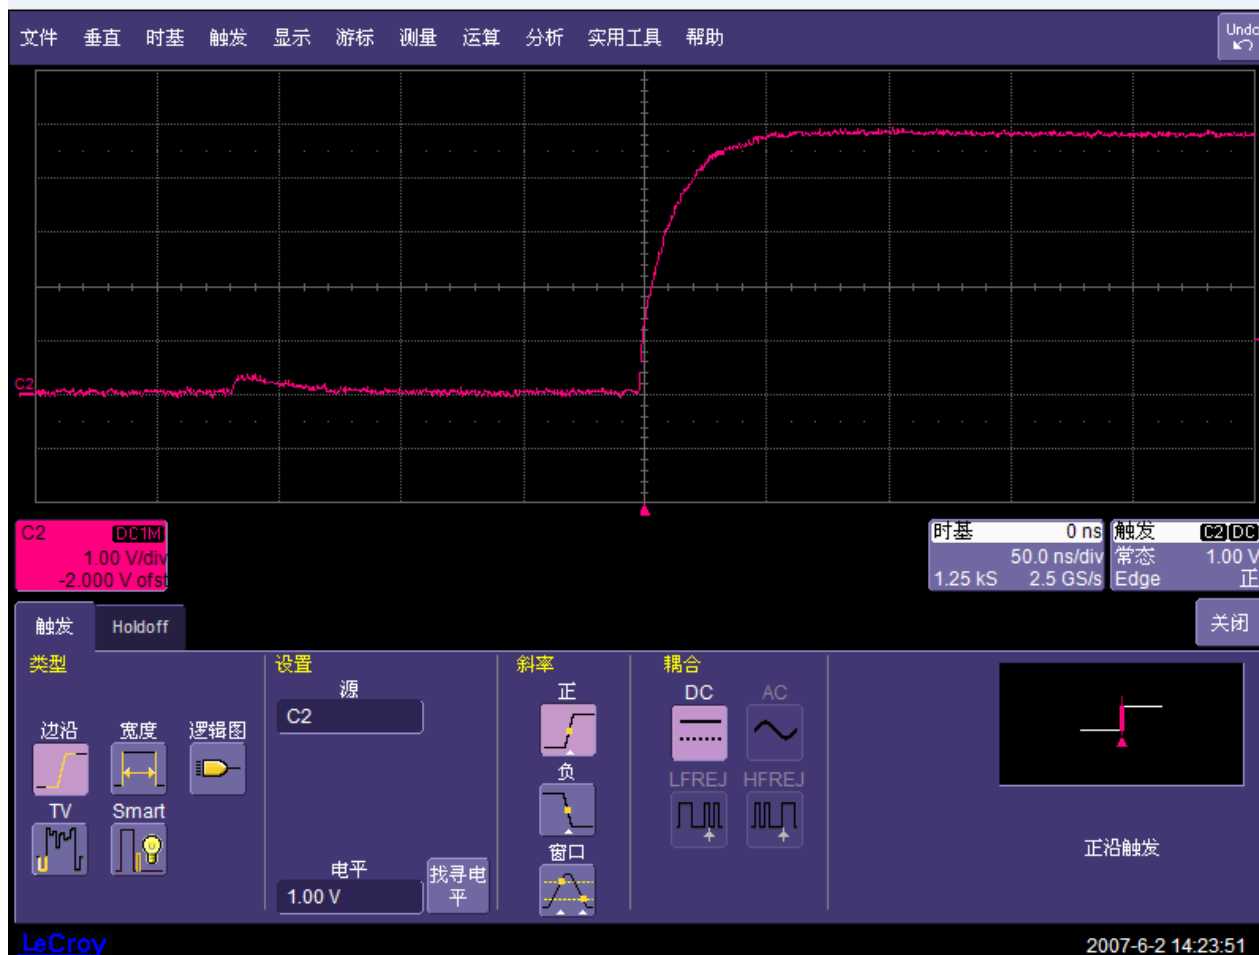 文件 垂直 时基 触发 显示 游标 测量 运算 分析 实用工具 帮助 Undo
C2
C2 DC1M
1.00 V/div
-2.000 V ofst
时基 0 ns
50.0 ns/div
1.25 kS 2.5 GS/s
触发 C2 DC
常态 1.00 V
Edge 正
触发 Holdoff 关闭
类型
边沿 宽度 逻辑图
TV Smart
设置
源
C2
电平
1.00 V
找寻电
平
斜率
正
负
窗口
耦合
DC AC
LFREJ HFREJ
正沿触发
LeCroy 2007-6-2 14:23:51